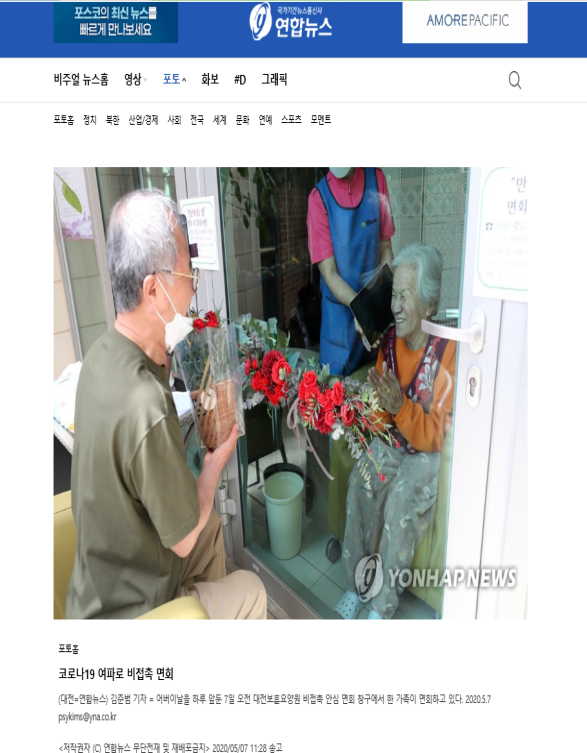 포스코의 최신 뉴스를
빠르게 만나보세요
국가기간뉴스통신사
연합뉴스
AMOREPACIFIC
비주얼 뉴스홈 영상 포토 화보 #D 그래픽
포토홈 정치 북한 산업/경제 사회 전국 세계 문화 연예 스포츠 모멘트
"만
면회
YONHAP NEWS
포토홈
코로나19 여파로 비접촉 면회
(대전=연합뉴스) 김준범 기자 = 어버이날을 하루 앞둔 7일 오전 대전보훈요양원 비접촉 안심 면회 창구에서 한 가족이 면회하고 있다. 2020.5.7
psykims@yna.co.kr
<저작권자 (C) 연합뉴스 무단전재 및 재배포금지> 2020/05/07 11:28 송고